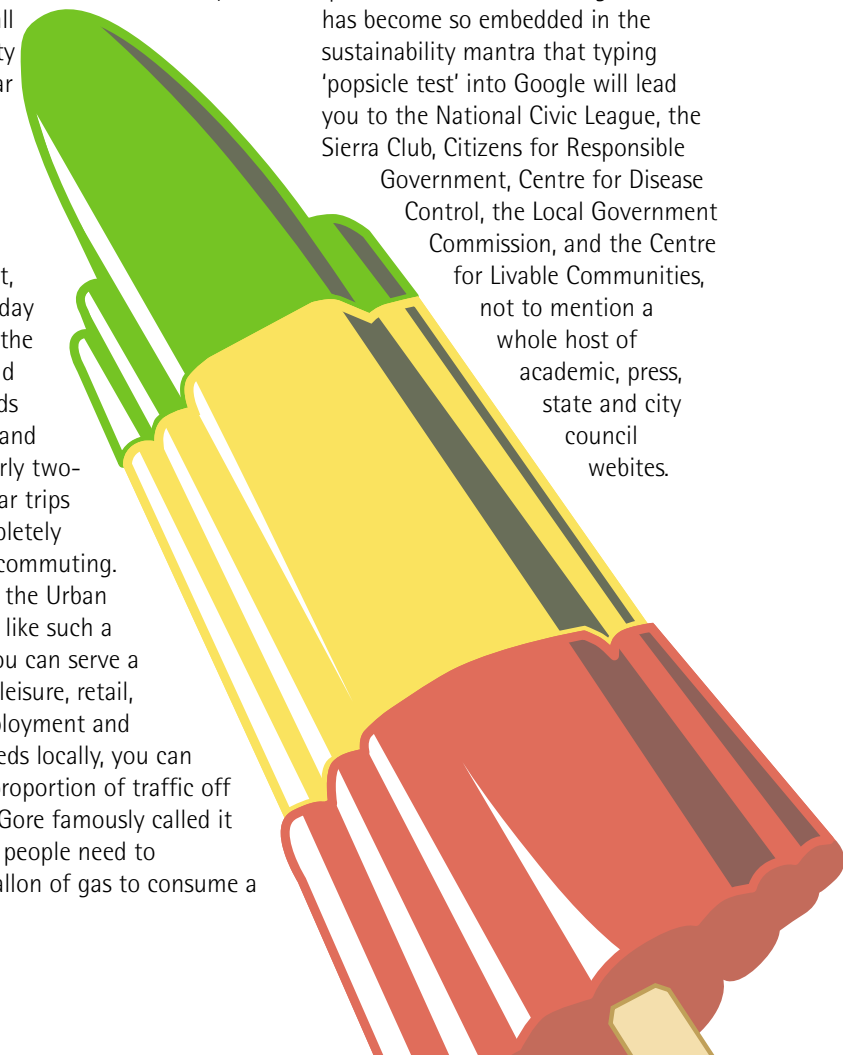 all
ty
ar
t,
day
the
d
ds
and
rly two-
ar trips
pletely
commuting.
the Urban
like such a
ou can serve a
leisure, retail,
ployment and
eds locally, you can
proportion of traffic off
Gore famously called it
people need to
allon of gas to consume a
has become so embedded in the
sustainability mantra that typing
‘popsicle test’ into Google will lead
you to the National Civic League, the
Sierra Club, Citizens for Responsible
Government, Centre for Disease
Control, the Local Government
Commission, and the Centre
for Livable Communities,
not to mention a
whole host of
academic, press,
state and city
council
webites.